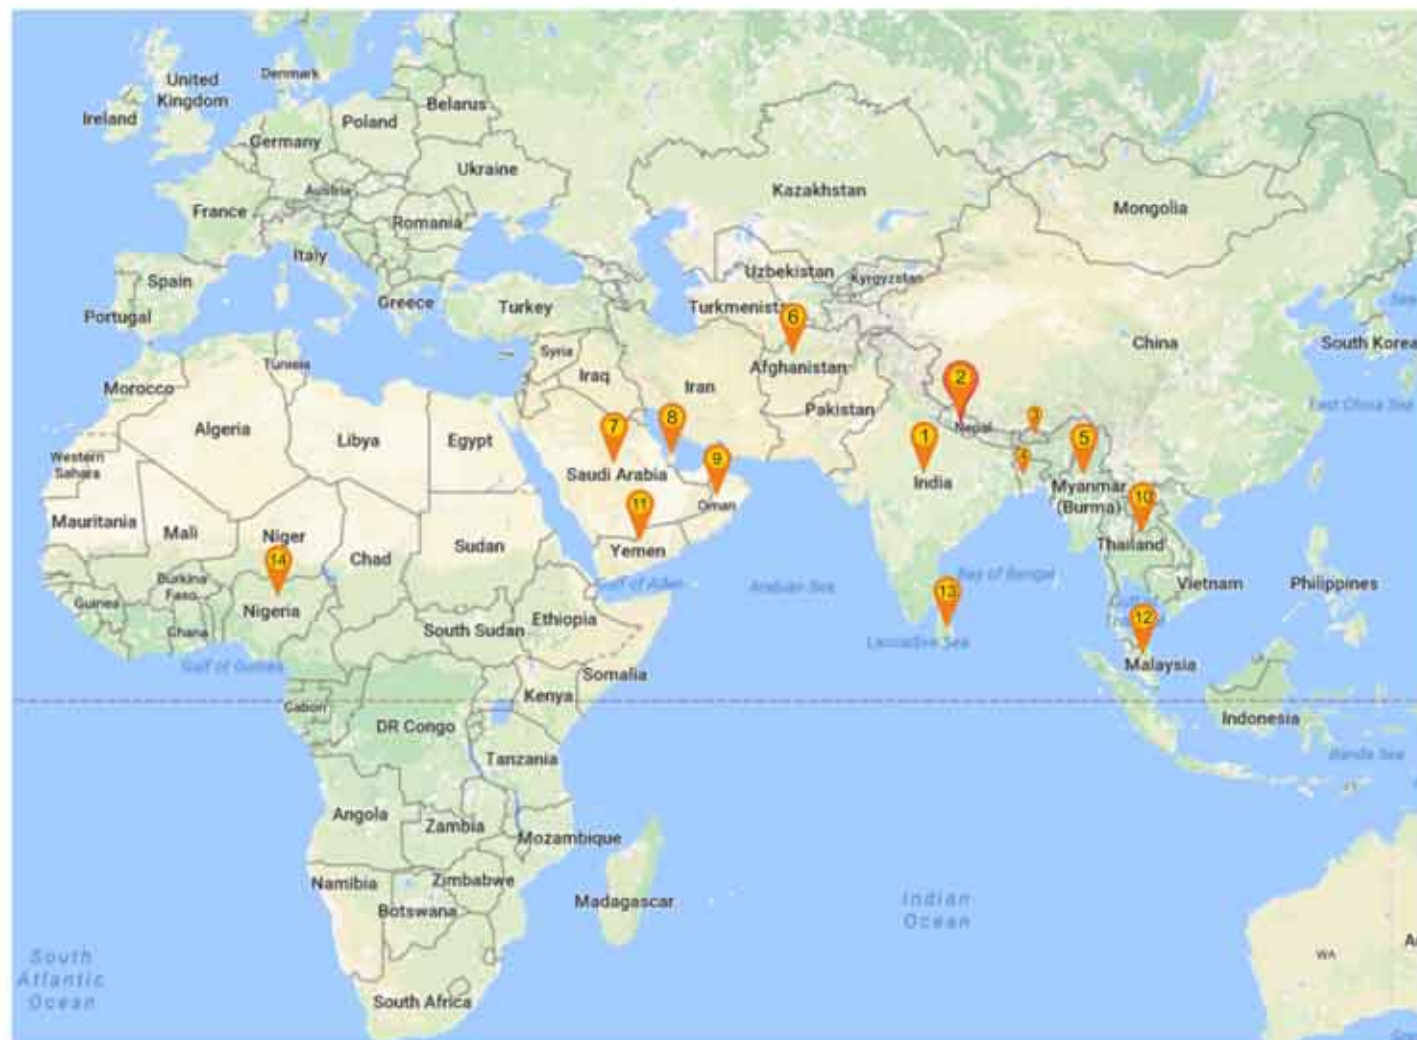 Denmark
United
Kingdom
Ireland
Belarus
Poland
Germany
Ukraine
Austria
Kazakhstan
France
Romania
Mongolia
Italy
Uzbekistan
Kyrgyzstan
Spain
Greece
Turkey
Turkmenist
Portugal
6
China
South Korea
Syria
Tunisia
Iraq
Iran
Afghanistan
Morocco
2
East China Sea
Pakistan
8
3
Nepal
7
Algeria
Libya
Egypt
1
5
9
4
Western
Sahara
Saudi Arabia
India
Myanmar
(Burma)
11
Oman
10
Mauritania
Mali
Niger
Sudan
Yemen
Thailand
Chad
14
Gulf of Aden
Arabian Sea
Bay of Bengal
Vietnam
Philippines
Burkina
Faso
13
Guinea
Nigeria
Ethiopia
Gulf of
12
Ghana
South Sudan
Laccadive Sea
Gulf of Guinea
Somalia
Malaysia
Kenya
Gabon
DR Congo
Indonesia
Tanzania
Banda Sea
Angola
Zambia
Mozambique
Namibia
Zimbabwe
Botswana
Madagascar
Indian
Ocean
South
Atlantic
Ocean
WA
South Africa